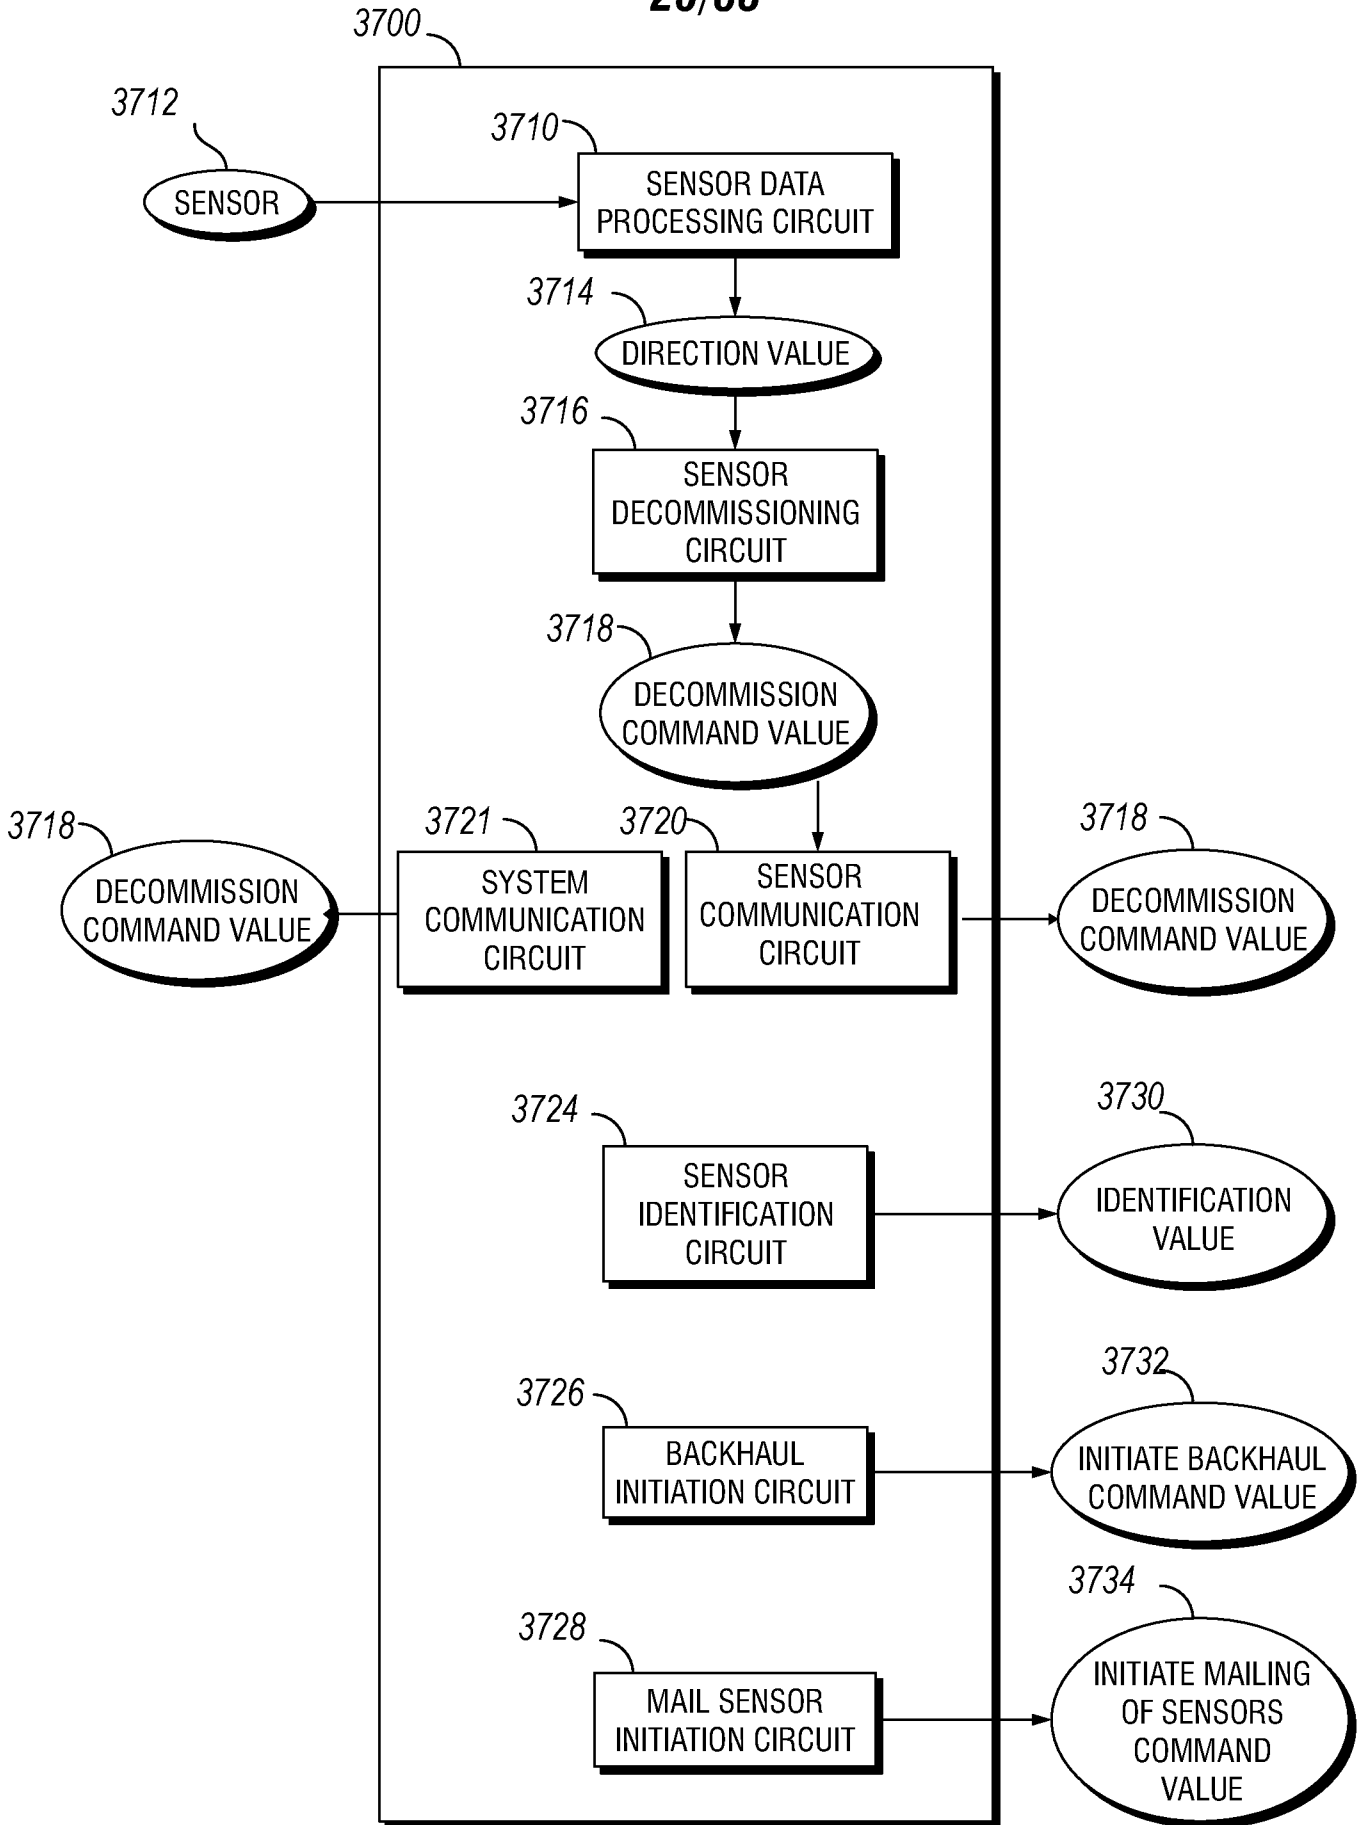 3700
3712
3710
SENSOR
SENSOR DATA
PROCESSING CIRCUIT
3714
DIRECTION VALUE
3716
SENSOR
DECOMMISSIONING
CIRCUIT
3718
DECOMMISSION
COMMAND VALUE
3718
DECOMMISSION
COMMAND VALUE
3721
SYSTEM
COMMUNICATION
CIRCUIT
3720
SENSOR
COMMUNICATION
CIRCUIT
3718
DECOMMISSION
COMMAND VALUE
3724
SENSOR
IDENTIFICATION
CIRCUIT
3730
IDENTIFICATION
VALUE
3726
BACKHAUL
INITIATION CIRCUIT
3732
INITIATE BACKHAUL
COMMAND VALUE
3728
MAIL SENSOR
INITIATION CIRCUIT
3734
INITIATE MAILING
OF SENSORS
COMMAND
VALUE